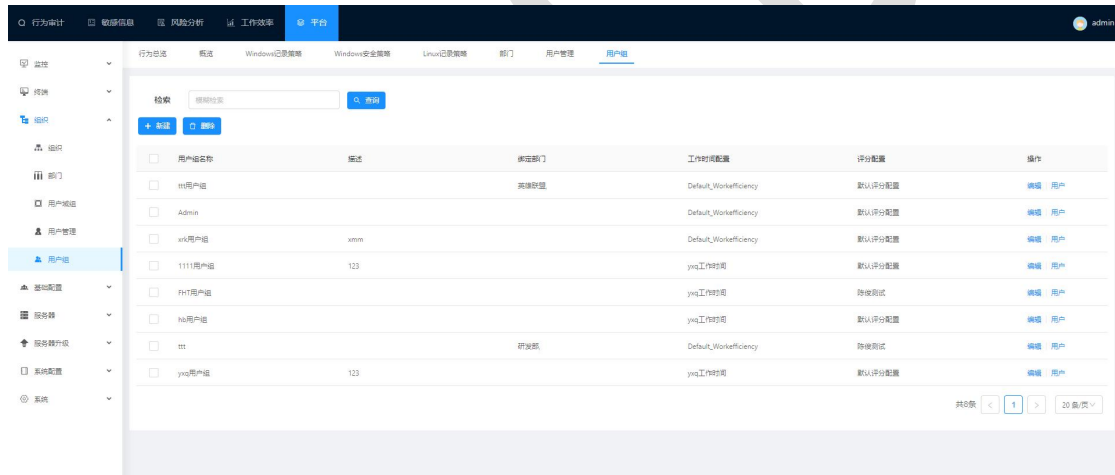 行为审计 敏感信息 风险分析 工作效率 平台 admin
行为总览 概览 Windows记录策略 Windows安全策略 Linux记录策略 部门 用户管理 用户组
监控
终端
组织
组织
部门
用户域组
用户管理
用户组
基础配置
服务器
服务器升级
系统配置
系统
检索 模糊检索 查询
+ 新建 删除
用户组名称 描述 绑定部门 工作时间配置 评分配置 操作
ttt用户组 英雄联盟 Default_Workefficiency 默认评分配置 编辑 用户
Admin Default_Workefficiency 默认评分配置 编辑 用户
xrk用户组 xmm Default_Workefficiency 默认评分配置 编辑 用户
1111用户组 123 yxq工作时间 默认评分配置 编辑 用户
FHT用户组 yxq工作时间 陈俊测试 编辑 用户
hb用户组 yxq工作时间 默认评分配置 编辑 用户
ttt 研发部 Default_Workefficiency 陈俊测试 编辑 用户
yxq用户组 123 yxq工作时间 默认评分配置 编辑 用户
共8条 < 1 > 20 条/页